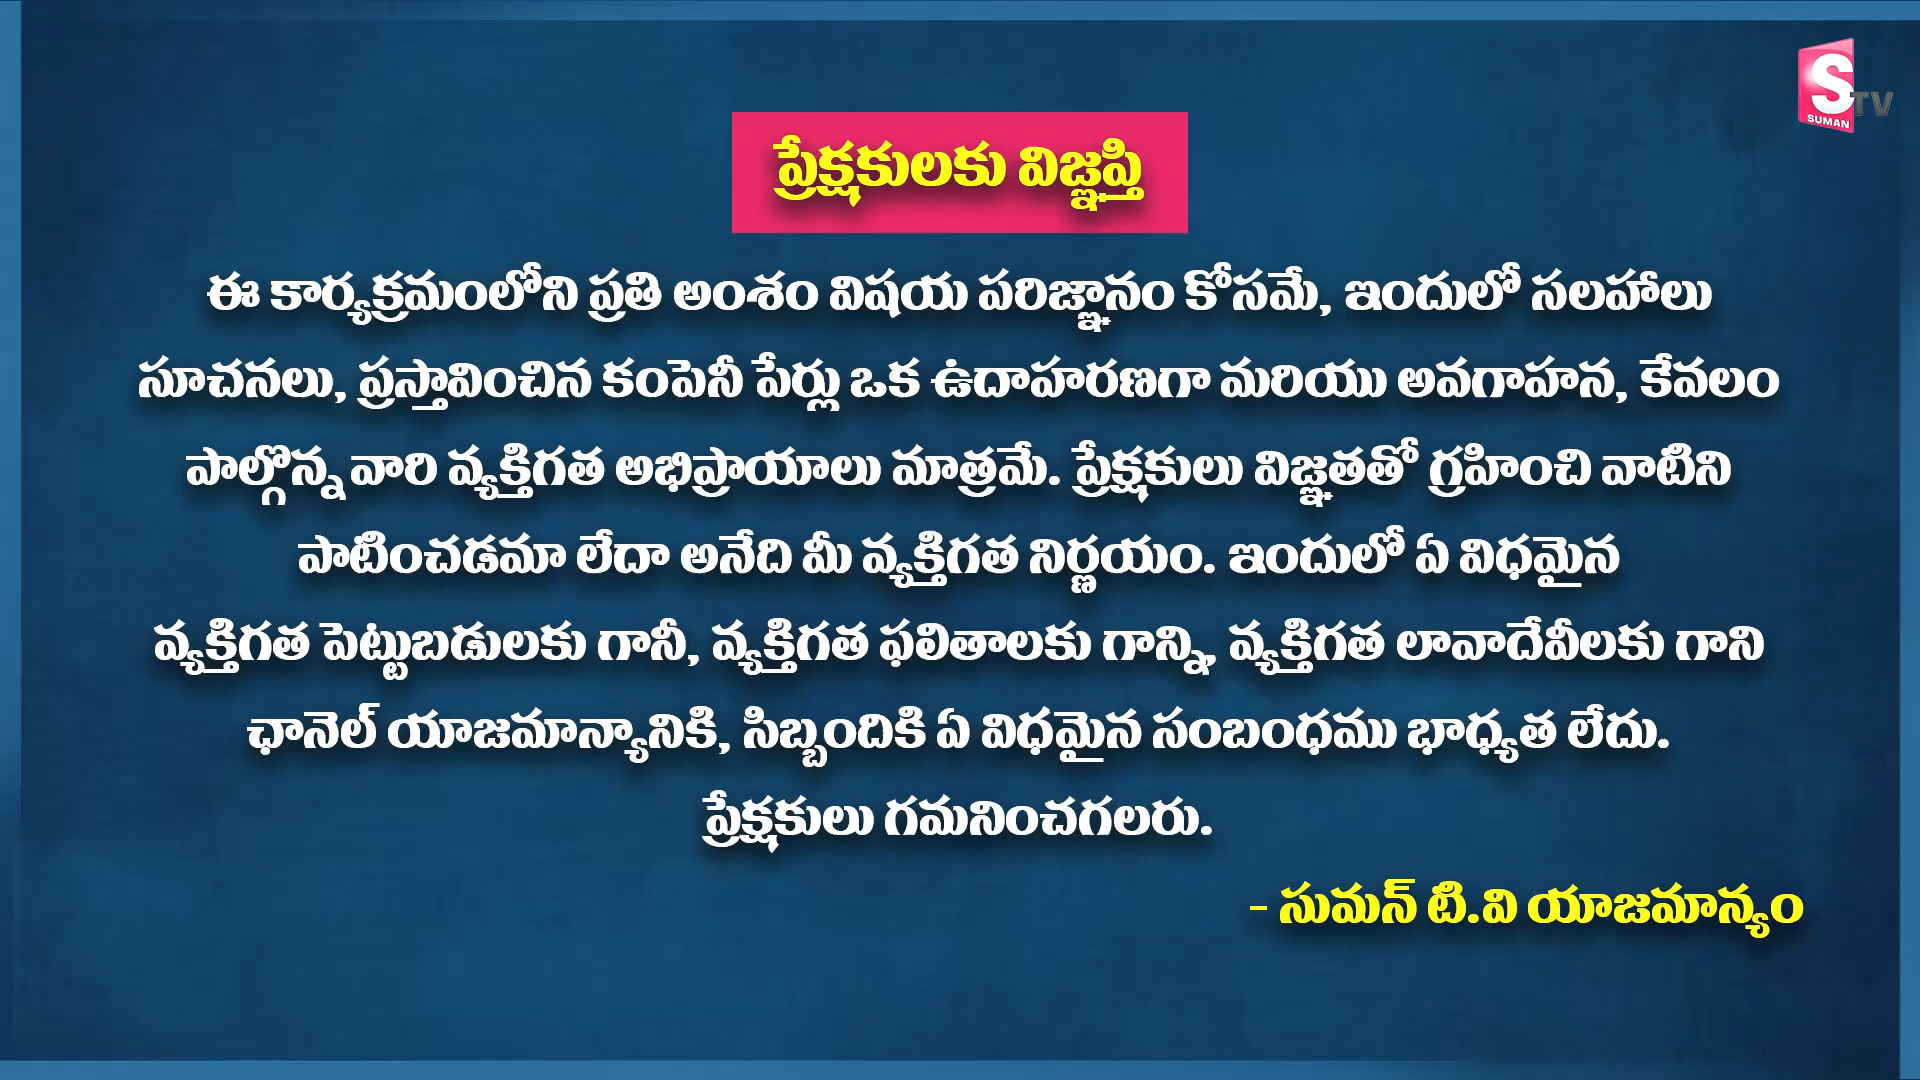 S
TV
SUMAN
ప్రేక్షకులకు విజ్ఞప్తి
ఈ కార్యక్రమంలోని ప్రతి అంశం విషయ పరిజ్ఞానం కోసమే, ఇందులో సలహాలు
సూచనలు, ప్రస్తావించిన కంపెనీ పేర్లు ఒక ఉదాహరణగా మరియు అవగాహన, కేవలం
పాల్గొన్న వారి వ్యక్తిగత అభిప్రాయాలు మాత్రమే. ప్రేక్షకులు విజ్ఞతతో గ్రహించి వాటిని
పాటించడమా లేదా అనేది మీ వ్యక్తిగత నిర్ణయం. ఇందులో ఏ విధమైన
వ్యక్తిగత పెట్టుబడులకు గానీ, వ్యక్తిగత ఫలితాలకు గాన్ని, వ్యక్తిగత లావాదేవీలకు గాని
ఛానెల్ యాజమాన్యానికి, సిబ్బందికి ఏ విధమైన సంబంధము భాధ్యత లేదు.
ప్రేక్షకులు గమనించగలరు.
- సుమన్ టి.వి యాజమాన్యం